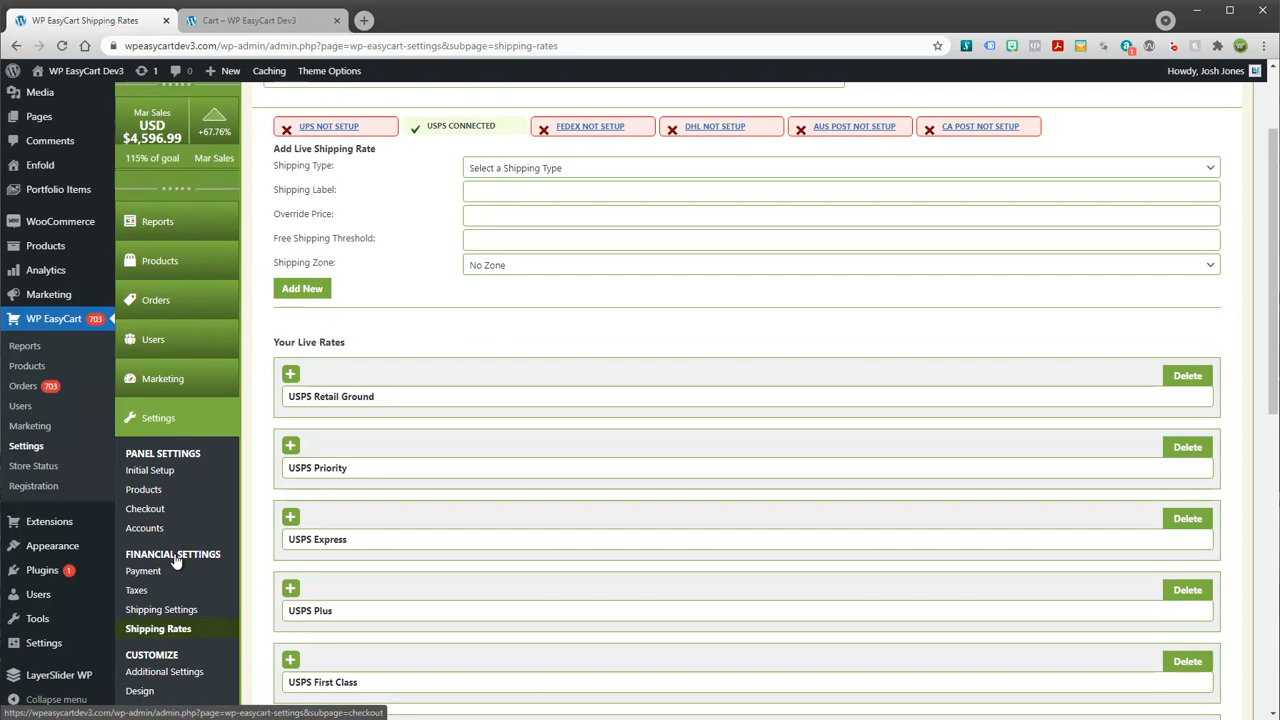 WP EasyCart Shipping Rates
Cart – WP EasyCart Dev3
wpeasycartdev3.com/wp-admin/admin.php?page=wp-easycart-settings&subpage=shipping-rates
WP EasyCart Dev3
1
0
New
Caching
Theme Options
Howdy, Josh Jones
Media
Pages
Comments
Enfold
Portfolio Items
WooCommerce
Products
Analytics
Marketing
WP EasyCart 703
Reports
Products
Orders 703
Users
Marketing
Settings
Store Status
Registration
Extensions
Appearance
Plugins 1
Users
Tools
Settings
LayerSlider WP
Collapse menu
Mar Sales
USD
$4,596.99
+67.76%
115% of goal
Mar Sales
Reports
Products
Orders
Users
Marketing
Settings
PANEL SETTINGS
Initial Setup
Products
Checkout
Accounts
FINANCIAL SETTINGS
Payment
Taxes
Shipping Settings
Shipping Rates
CUSTOMIZE
Additional Settings
Design
UPS NOT SETUP
USPS CONNECTED
FEDEX NOT SETUP
DHL NOT SETUP
AUS POST NOT SETUP
CA POST NOT SETUP
Add Live Shipping Rate
Shipping Type:
Select a Shipping Type
Shipping Label:
Override Price:
Free Shipping Threshold:
Shipping Zone:
No Zone
Add New
Your Live Rates
Delete
USPS Retail Ground
Delete
USPS Priority
Delete
USPS Express
Delete
USPS Plus
Delete
USPS First Class
https://wpeasycartdev3.com/wp-admin/admin.php?page=wp-easycart-settings&subpage=checkout